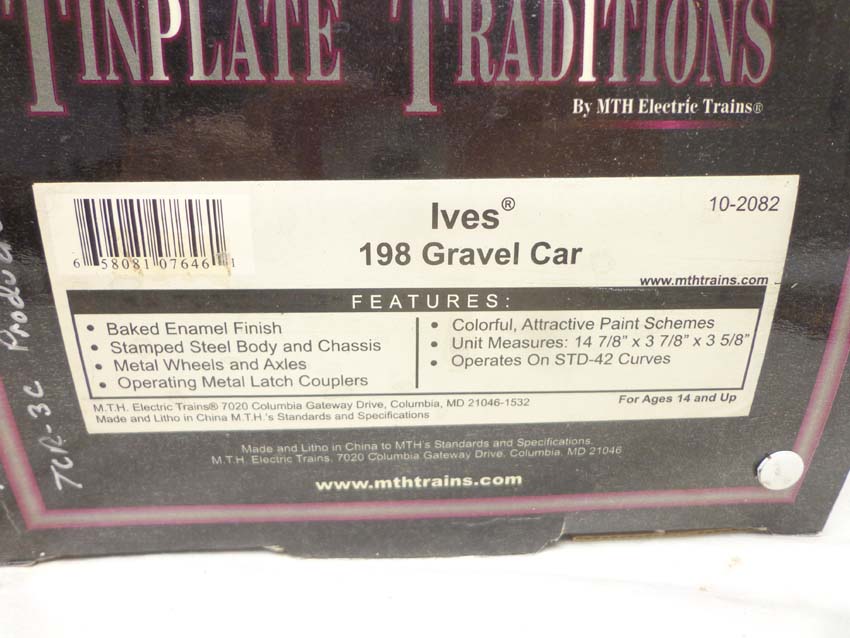 TINPLATE TRADITIONS
By MTH Electric Trains®
Ives®
10-2082
198 Gravel Car
6 58081 07646 1
www.mthtrains.com
FEATURES:
• Baked Enamel Finish
• Stamped Steel Body and Chassis
• Metal Wheels and Axles
• Operating Metal Latch Couplers
• Colorful, Attractive Paint Schemes
• Unit Measures: 14 7/8" x 3 7/8" x 3 5/8"
• Operates On STD-42 Curves
For Ages 14 and Up
M.T.H. Electric Trains® 7020 Columbia Gateway Drive, Columbia, MD 21046-1532
Made and Litho in China M.T.H.'s Standards and Specifications
Made and Litho in China to MTH's Standards and Specifications.
M.T.H. Electric Trains, 7020 Columbia Gateway Drive, Columbia, MD 21046
www.mthtrains.com
TCA-3C